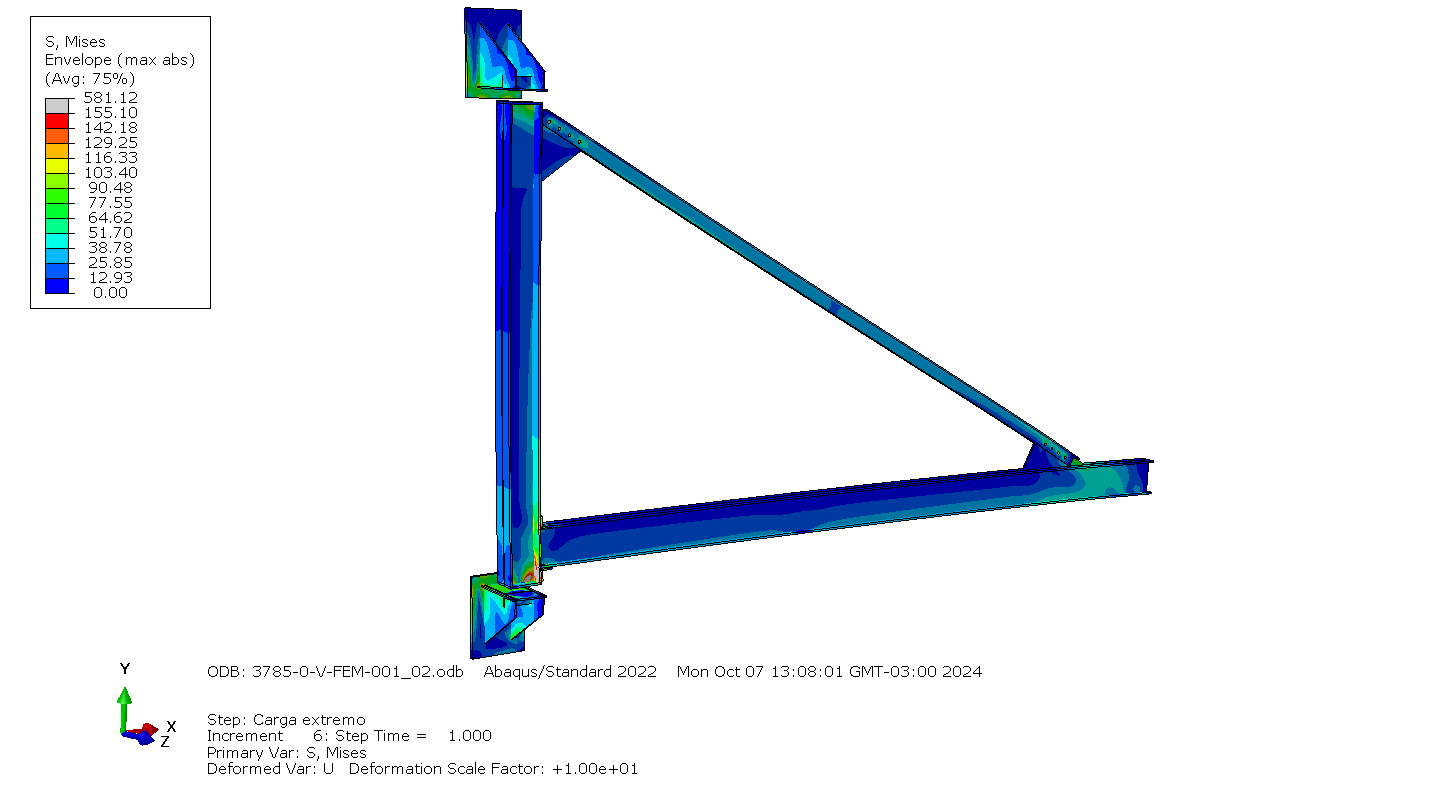 S, Mises
Envelope (max abs)
(Avg: 75%)
581.12
155.10
142.18
129.25
116.33
103.40
90.48
77.55
64.62
51.70
38.78
25.85
12.93
0.00
Y
X
Z
ODB: 3785-0-V-FEM-001_02.odb    Abaqus/Standard 2022    Mon Oct 07 13:08:01 GMT-03:00 2024
Step: Carga extremo
Increment      6: Step Time =    1.000
Primary Var: S, Mises
Deformed Var: U   Deformation Scale Factor: +1.00e+01